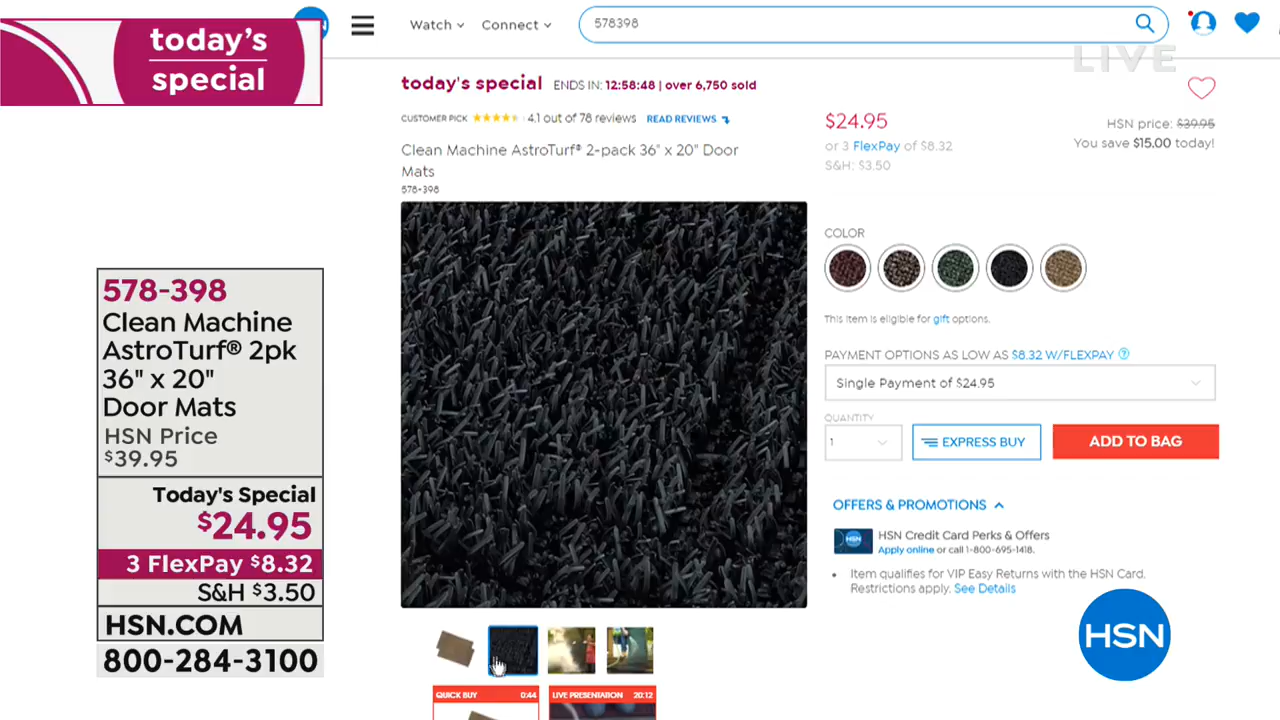 today's
special
Watch
Connect
578398
LIVE
today's special ENDS IN: 12:58:48 | over 6,750 sold
CUSTOMER PICK 4.1 out of 78 reviews READ REVIEWS
Clean Machine AstroTurf® 2-pack 36" x 20" Door
Mats
578-398
$24.95
or 3 FlexPay of $8.32
S&H: $3.50
HSN price: $39.95
You save $15.00 today!
COLOR
This item is eligible for gift options.
PAYMENT OPTIONS AS LOW AS $8.32 W/FLEXPAY ?
Single Payment of $24.95
QUANTITY
1
EXPRESS BUY
ADD TO BAG
OFFERS & PROMOTIONS
HSN
HSN Credit Card Perks & Offers
Apply online or call 1-800-695-1418.
• Item qualifies for VIP Easy Returns with the HSN Card.
Restrictions apply. See Details
QUICK BUY 0:44
LIVE PRESENTATION 20:12
578-398
Clean Machine
AstroTurf® 2pk
36" x 20"
Door Mats
HSN Price
$39.95
Today's Special
$24.95
3 FlexPay $8.32
S&H $3.50
HSN.COM
800-284-3100
HSN